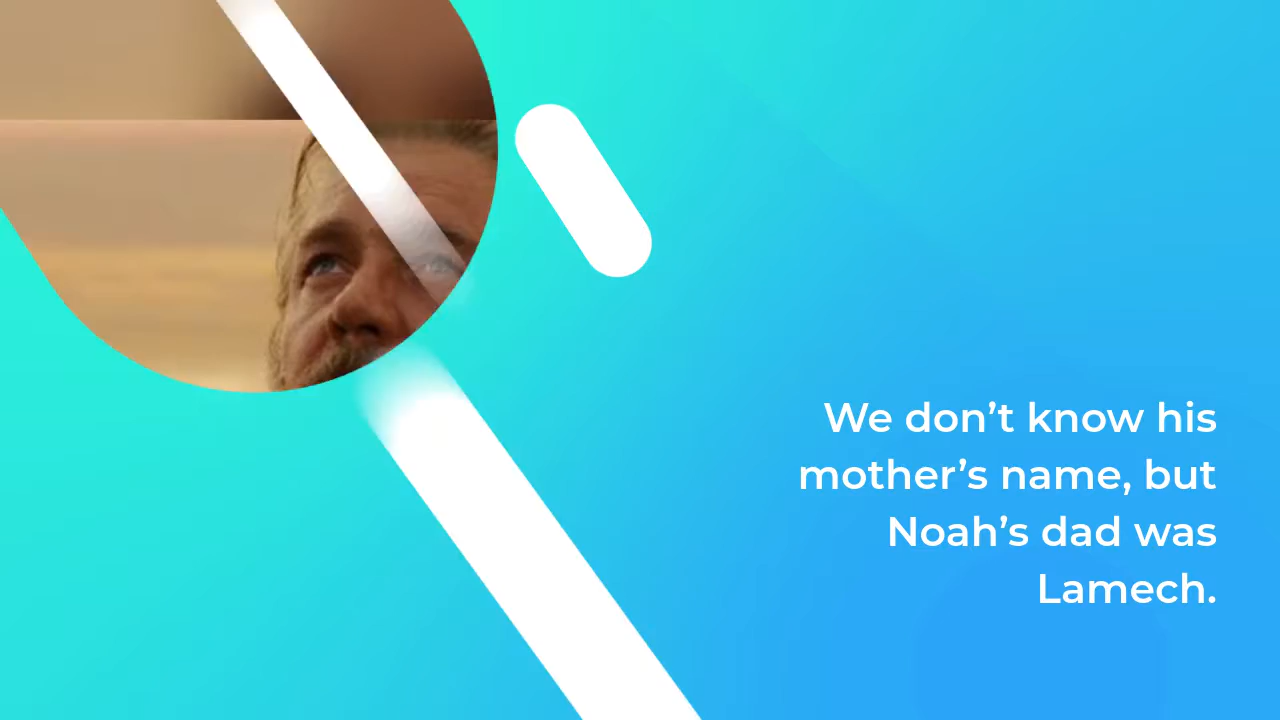 We don’t know his
mother’s name, but
Noah’s dad was
Lamech.